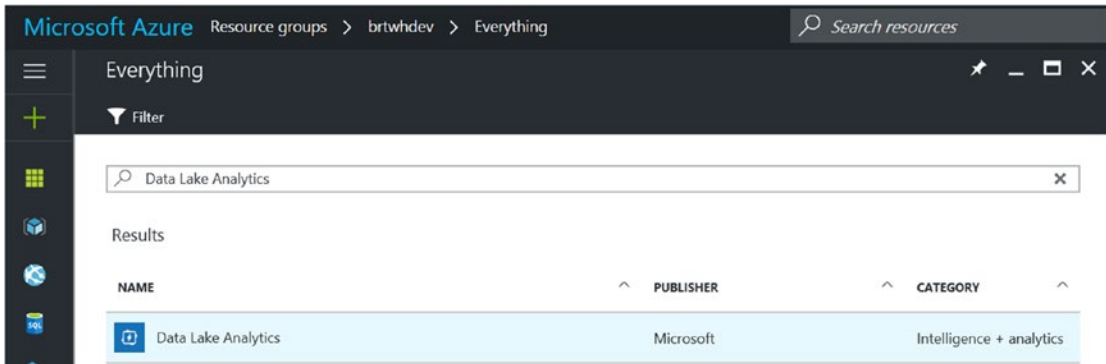 Microsoft Azure Resource groups > brtwhdev > Everything Search resources
Everything
Filter
Data Lake Analytics
Results
NAME PUBLISHER CATEGORY
SQL
Data Lake Analytics Microsoft Intelligence + analytics